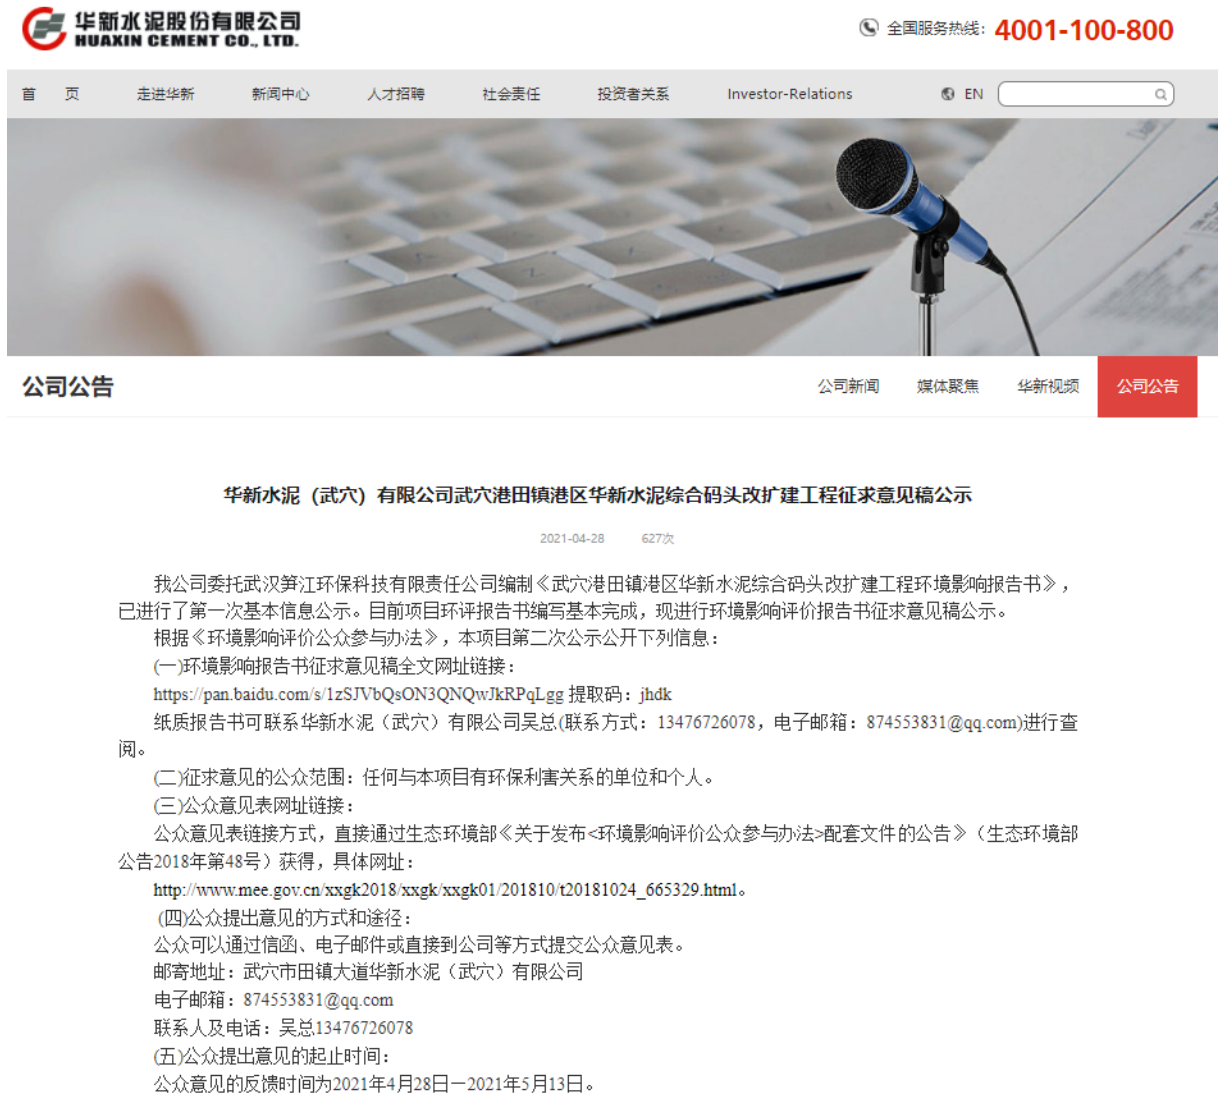 华新水泥股份有限公司
HUAXIN CEMENT CO., LTD.
全国服务热线：4001-100-800
首 页 走进华新 新闻中心 人才招聘 社会责任 投资者关系 Investor-Relations EN
公司公告 公司新闻 媒体聚焦 华新视频 公司公告
华新水泥（武穴）有限公司武穴港田镇港区华新水泥综合码头改扩建工程征求意见稿公示
2021-04-28 627次
我公司委托武汉笋江环保科技有限责任公司编制《武穴港田镇港区华新水泥综合码头改扩建工程环境影响报告书》，
已进行了第一次基本信息公示。目前项目环评报告书编写基本完成，现进行环境影响评价报告书征求意见稿公示。
根据《环境影响评价公众参与办法》，本项目第二次公示公开下列信息：
(一)环境影响报告书征求意见稿全文网址链接：
https://pan.baidu.com/s/1zSJVbQsON3QNQwJkRPqLgg 提取码：jhdk
纸质报告书可联系华新水泥（武穴）有限公司吴总(联系方式：13476726078，电子邮箱：874553831@qq.com)进行查
阅。
(二)征求意见的公众范围：任何与本项目有环保利害关系的单位和个人。
(三)公众意见表网址链接：
公众意见表链接方式，直接通过生态环境部《关于发布<环境影响评价公众参与办法>配套文件的公告》（生态环境部
公告2018年第48号）获得，具体网址：
http://www.mee.gov.cn/xxgk2018/xxgk/xxgk01/201810/t20181024_665329.html。
(四)公众提出意见的方式和途径：
公众可以通过信函、电子邮件或直接到公司等方式提交公众意见表。
邮寄地址：武穴市田镇大道华新水泥（武穴）有限公司
电子邮箱：874553831@qq.com
联系人及电话：吴总13476726078
(五)公众提出意见的起止时间：
公众意见的反馈时间为2021年4月28日—2021年5月13日。